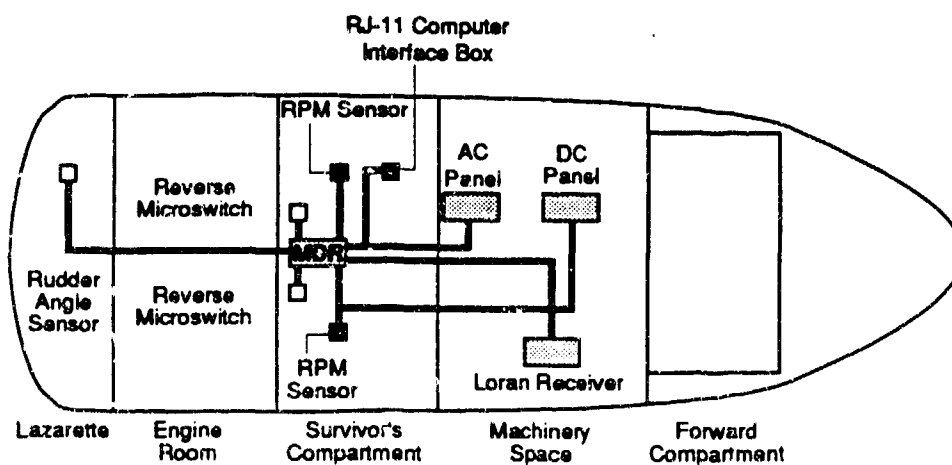 RJ-11 Computer
Interface Box
RPM Sensor
AC
Panel
DC
Panel
Reverse
Microswitch
MDR
Rudder
Angle
Sensor
Reverse
Microswitch
RPM
Sensor
Loran Receiver
Lazarette
Engine
Room
Survivor's
Compartment
Machinery
Space
Forward
Compartment